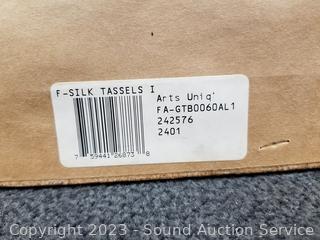 F-SILK TASSELS I
Arts Uniq'
FA-GTB0060AL1
242576
2401
7 59441 26873 8
Copyright 2023 - Sound Auction Service